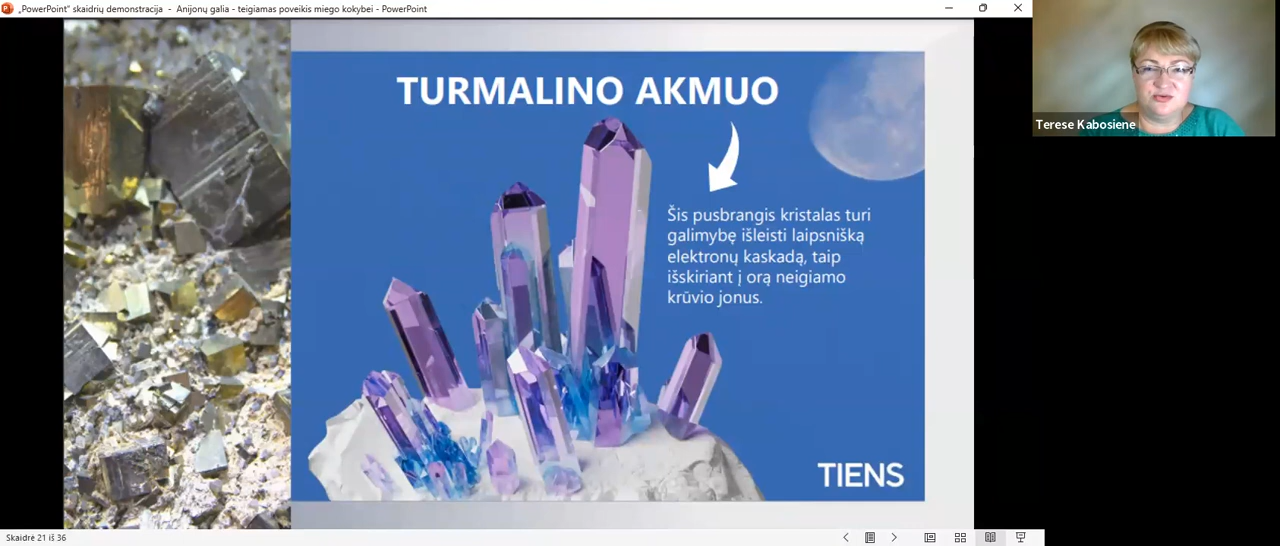 „PowerPoint“ skaidrių demonstracija - Anijonų galia - teigiamas poveikis miego kokybei - PowerPoint
Terese Kabosiene
TURMALINO AKMUO
Šis pusbrangis kristalas turi
galimybę išleisti laipsnišką
elektronų kaskadą, taip
išskiriant į orą neigiamo
krūvio jonus.
TIENS
Skaidrė 21 iš 36